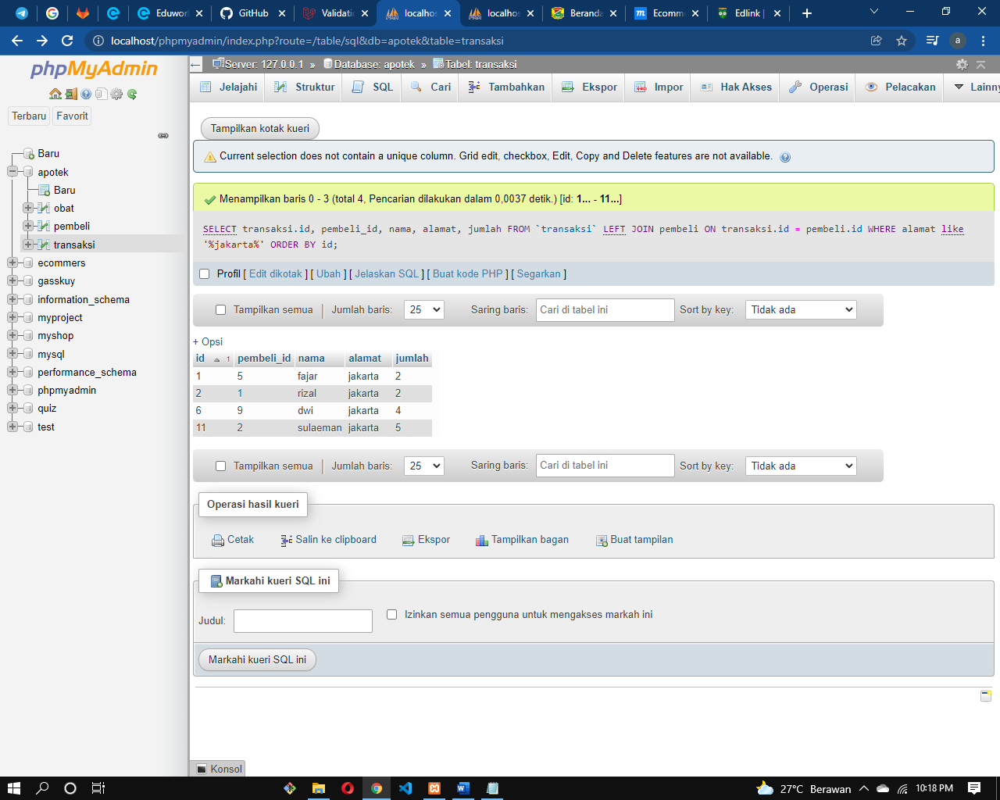 Eduwor
GitHub
Validati
localhos
localhos
Beranda
Ecomm
Edlink |
localhost/phpmyadmin/index.php?route=/table/sql&db=apotek&table=transaksi
a
phpMyAdmin
Terbaru Favorit
Baru
apotek
Baru
obat
pembeli
transaksi
ecommers
gasskuy
information_schema
myproject
myshop
mysql
performance_schema
phpmyadmin
quiz
test
Server: 127.0.0.1 » Database: apotek » Tabel: transaksi
Jelajahi Struktur SQL Cari Tambahkan Ekspor Impor Hak Akses Operasi Pelacakan Lainny
Tampilkan kotak kueri
Current selection does not contain a unique column. Grid edit, checkbox, Edit, Copy and Delete features are not available.
Menampilkan baris 0 - 3 (total 4, Pencarian dilakukan dalam 0,0037 detik.) [id: 1... - 11...]
SELECT transaksi.id, pembeli_id, nama, alamat, jumlah FROM `transaksi` LEFT JOIN pembeli ON transaksi.id = pembeli.id WHERE alamat like
'%jakarta%' ORDER BY id;
Profil [ Edit dikotak ] [ Ubah ] [ Jelaskan SQL ] [ Buat kode PHP ] [ Segarkan ]
Tampilkan semua | Jumlah baris: 25 Saring baris: Cari di tabel ini Sort by key: Tidak ada
+ Opsi
id 1 pembeli_id nama alamat jumlah
1 5 fajar jakarta 2
2 1 rizal jakarta 2
6 9 dwi jakarta 4
11 2 sulaeman jakarta 5
Tampilkan semua | Jumlah baris: 25 Saring baris: Cari di tabel ini Sort by key: Tidak ada
Operasi hasil kueri
Cetak Salin ke clipboard Ekspor Tampilkan bagan Buat tampilan
Markahi kueri SQL ini
Judul: Izinkan semua pengguna untuk mengakses markah ini
Markahi kueri SQL ini
Konsol
27°C Berawan 10:18 PM